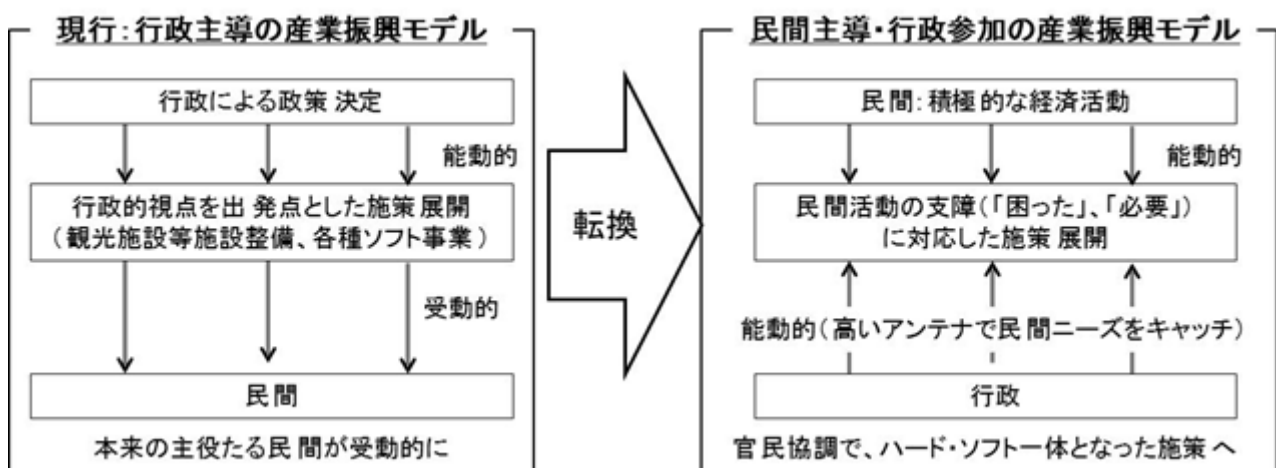 現行：行政主導の産業振興モデル
行政による政策決定
能動的
行政的視点を出発点とした施策展開
（観光施設等施設整備、各種ソフト事業）
受動的
民間
本来の主役たる民間が受動的に
転換
民間主導・行政参加の産業振興モデル
民間：積極的な経済活動
能動的
民間活動の支障（「困った」、「必要」）
に対応した施策展開
能動的（高いアンテナで民間ニーズをキャッチ）
行政
官民協調で、ハード・ソフト一体となった施策へ